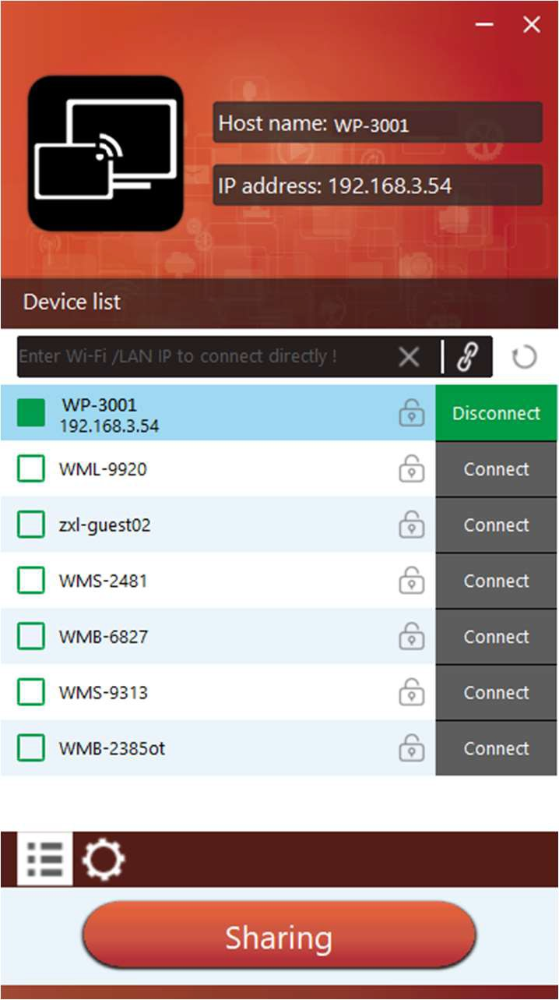 Host name: WP-3001
IP address: 192.168.3.54
Device list
Enter Wi-Fi /LAN IP to connect directly !
WP-3001
192.168.3.54
Disconnect
WML-9920
Connect
zxl-guest02
Connect
WMS-2481
Connect
WMB-6827
Connect
WMS-9313
Connect
WMB-2385ot
Connect
Sharing